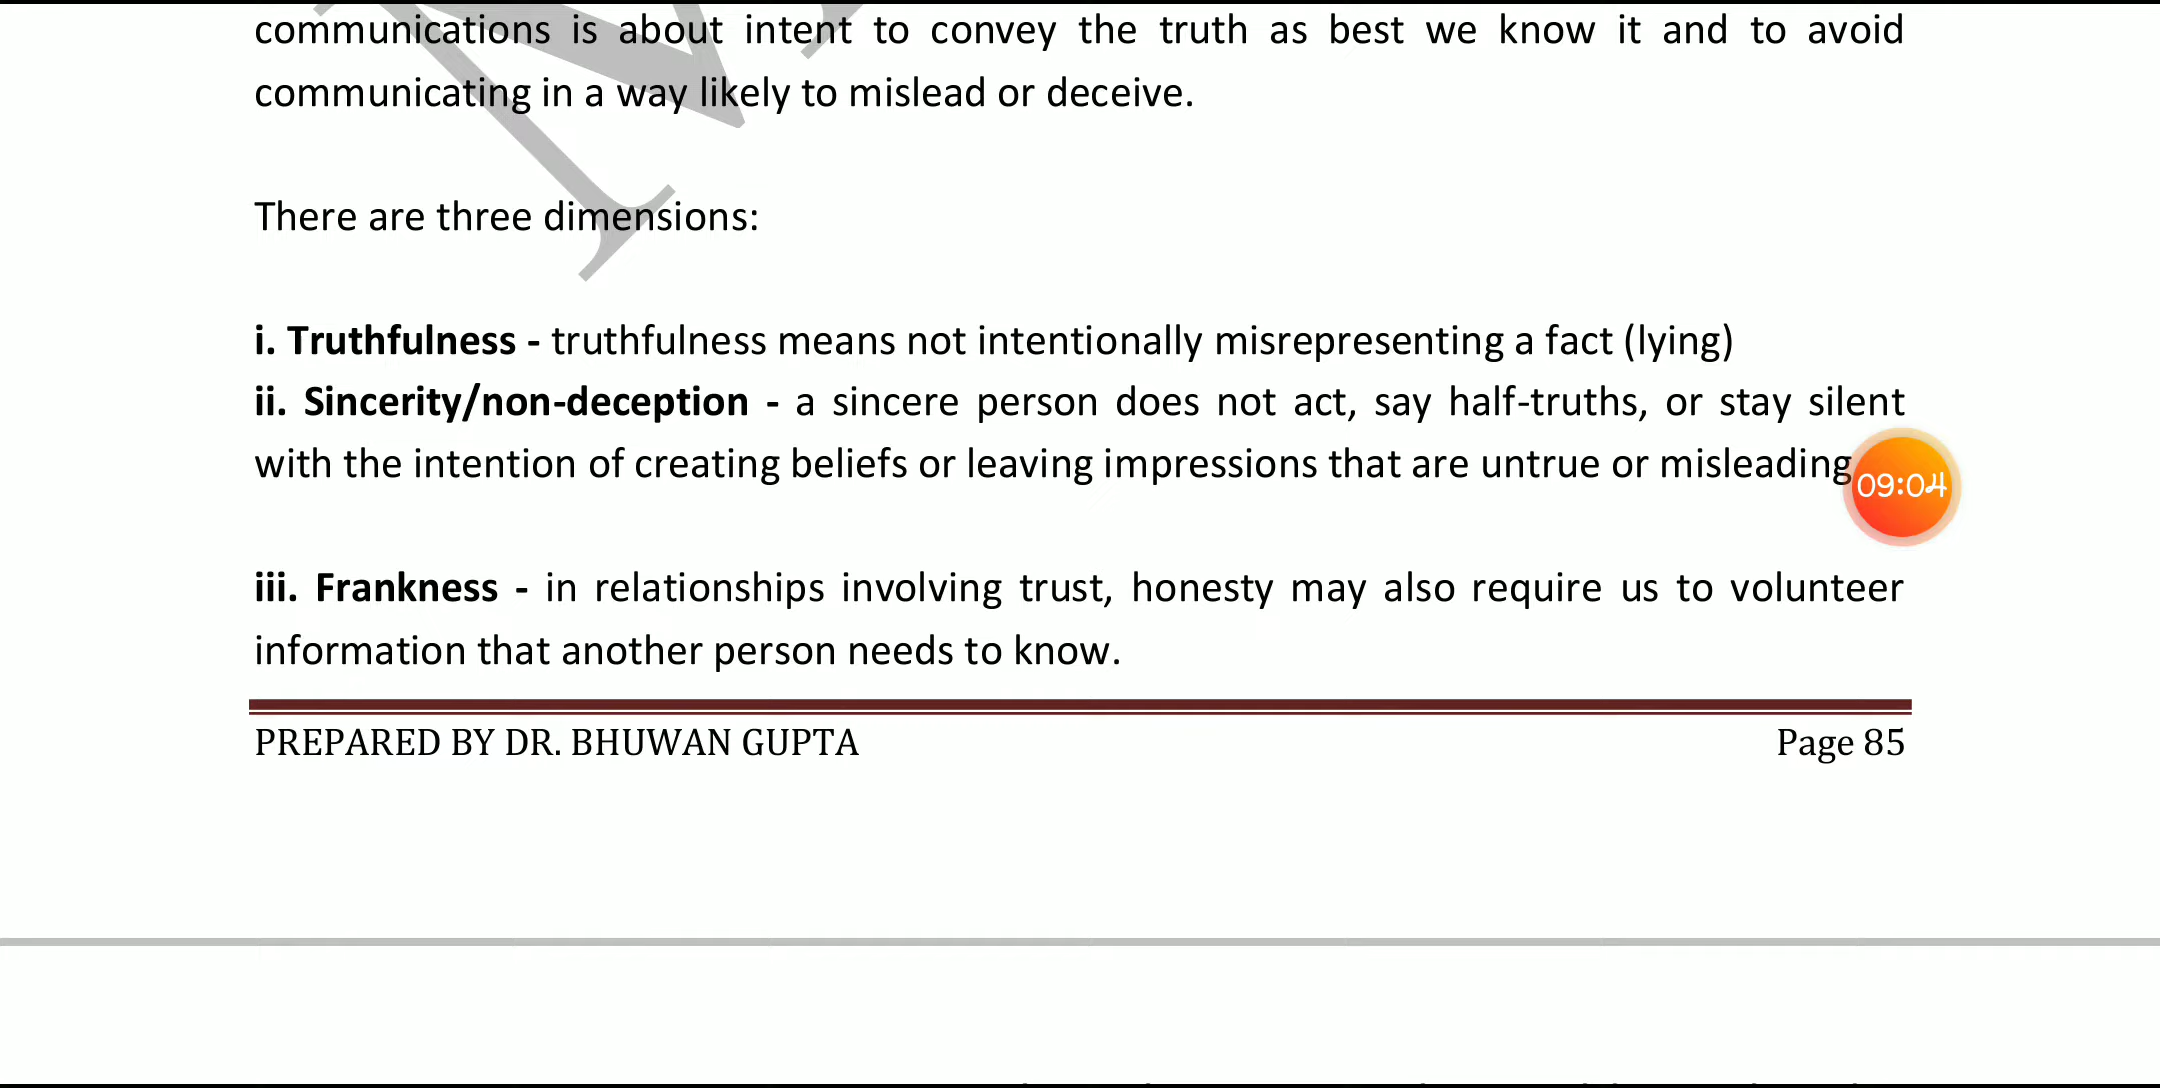 communications is about intent to convey the truth as best we know it and to avoid
communicating in a way likely to mislead or deceive.
There are three dimensions:
i. Truthfulness - truthfulness means not intentionally misrepresenting a fact (lying)
ii. Sincerity/non-deception - a sincere person does not act, say half-truths, or stay silent
with the intention of creating beliefs or leaving impressions that are untrue or misleading
09:04
iii. Frankness - in relationships involving trust, honesty may also require us to volunteer
information that another person needs to know.
PREPARED BY DR. BHUWAN GUPTA
Page 85